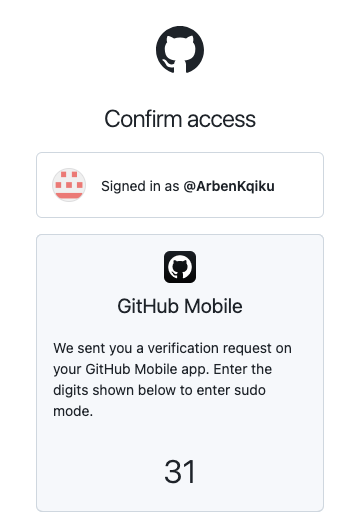 Confirm access
Signed in as @ArbenKqiku
GitHub Mobile
We sent you a verification request on
your GitHub Mobile app. Enter the
digits shown below to enter sudo
mode.
31